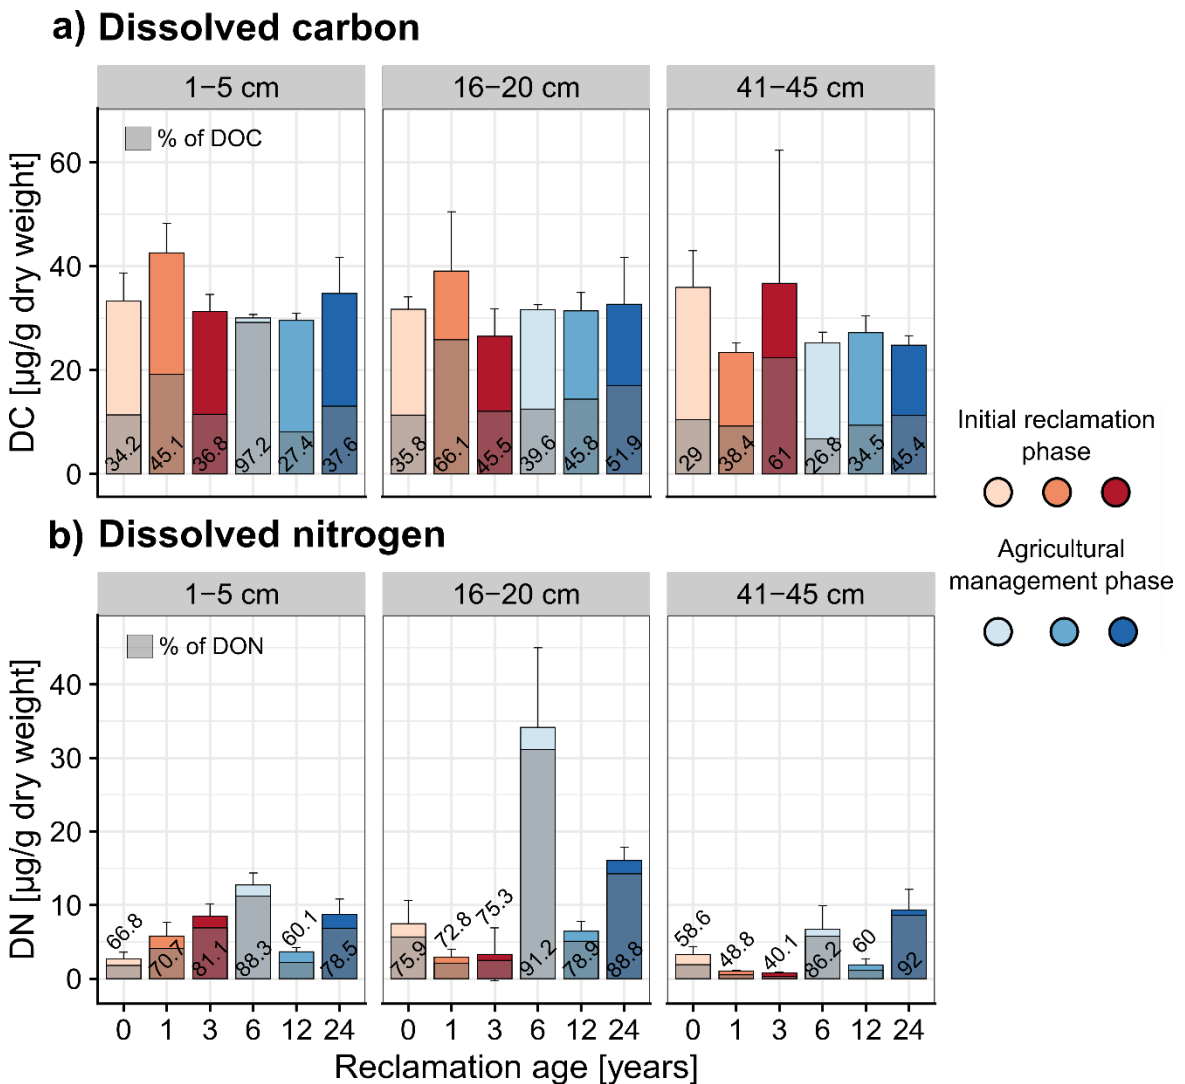 a) Dissolved carbon
1−5 cm
16−20 cm
41−45 cm
% of DOC
DC [µg/g dry weight]
60
40
20
0
34.2
45.1
36.8
97.2
27.4
37.6
35.8
66.1
45.5
39.6
45.8
51.9
29
38.4
61
26.8
34.5
45.4
Initial reclamation
phase
Agricultural
management phase
b) Dissolved nitrogen
1−5 cm
16−20 cm
41−45 cm
% of DON
DN [µg/g dry weight]
40
30
20
10
0
66.8
70.7
81.1
88.3
60.1
78.5
75.9
72.8
75.3
91.2
78.9
88.8
58.6
48.8
40.1
86.2
60
92
0 1 3 6 12 24
0 1 3 6 12 24
0 1 3 6 12 24
Reclamation age [years]